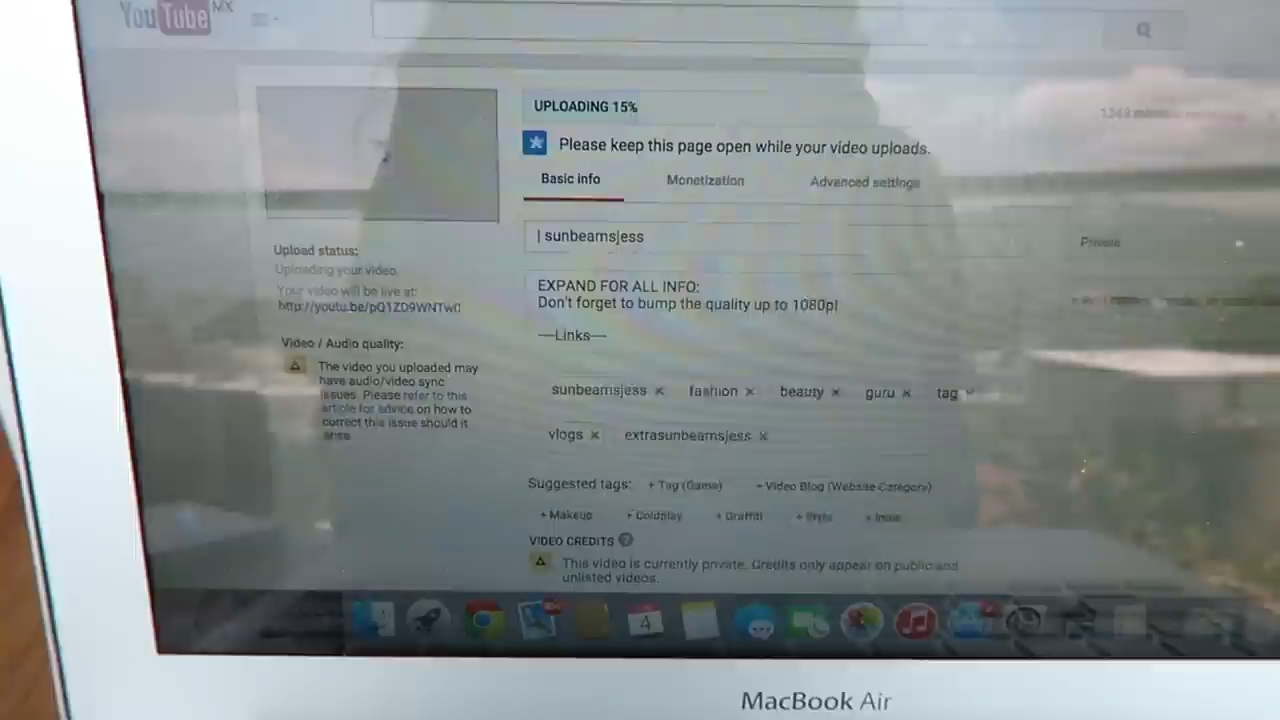 YouTube MX
UPLOADING 15%
Please keep this page open while your video uploads.
Basic info Monetization Advanced settings
| sunbeamsjess
Private
Upload status:
Uploading your video.
Your video will be live at:
http://youtu.be/pQ1ZD9WNTw0
EXPAND FOR ALL INFO:
Don't forget to bump the quality up to 1080p!
---Links---
Video / Audio quality:
The video you uploaded may
have audio/video sync
issues. Please refer to this
article for advice on how to
correct this issue should it
arise.
sunbeamsjess × fashion × beauty × guru × tag
vlogs × extrasunbeamsjess ×
Suggested tags: + Tag (Game) + Video Blog (Website Category)
+ Makeup + Coldplay + Graffiti + Style
VIDEO CREDITS ?
This video is currently private. Credits only appear on public and
unlisted videos.
4
MacBook Air